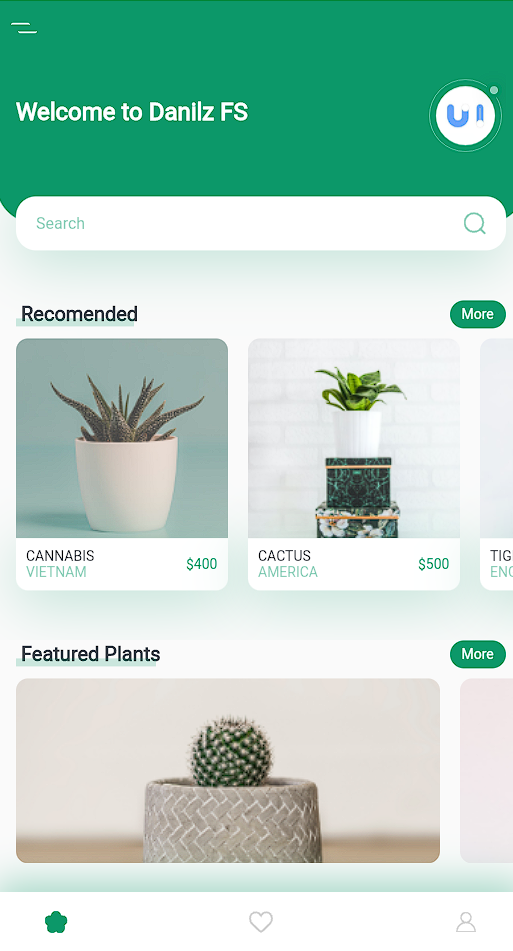 Welcome to Danilz FS
Search
Recomended
More
CANNABIS
VIETNAM
$400
CACTUS
AMERICA
$500
TIG
ENG
Featured Plants
More